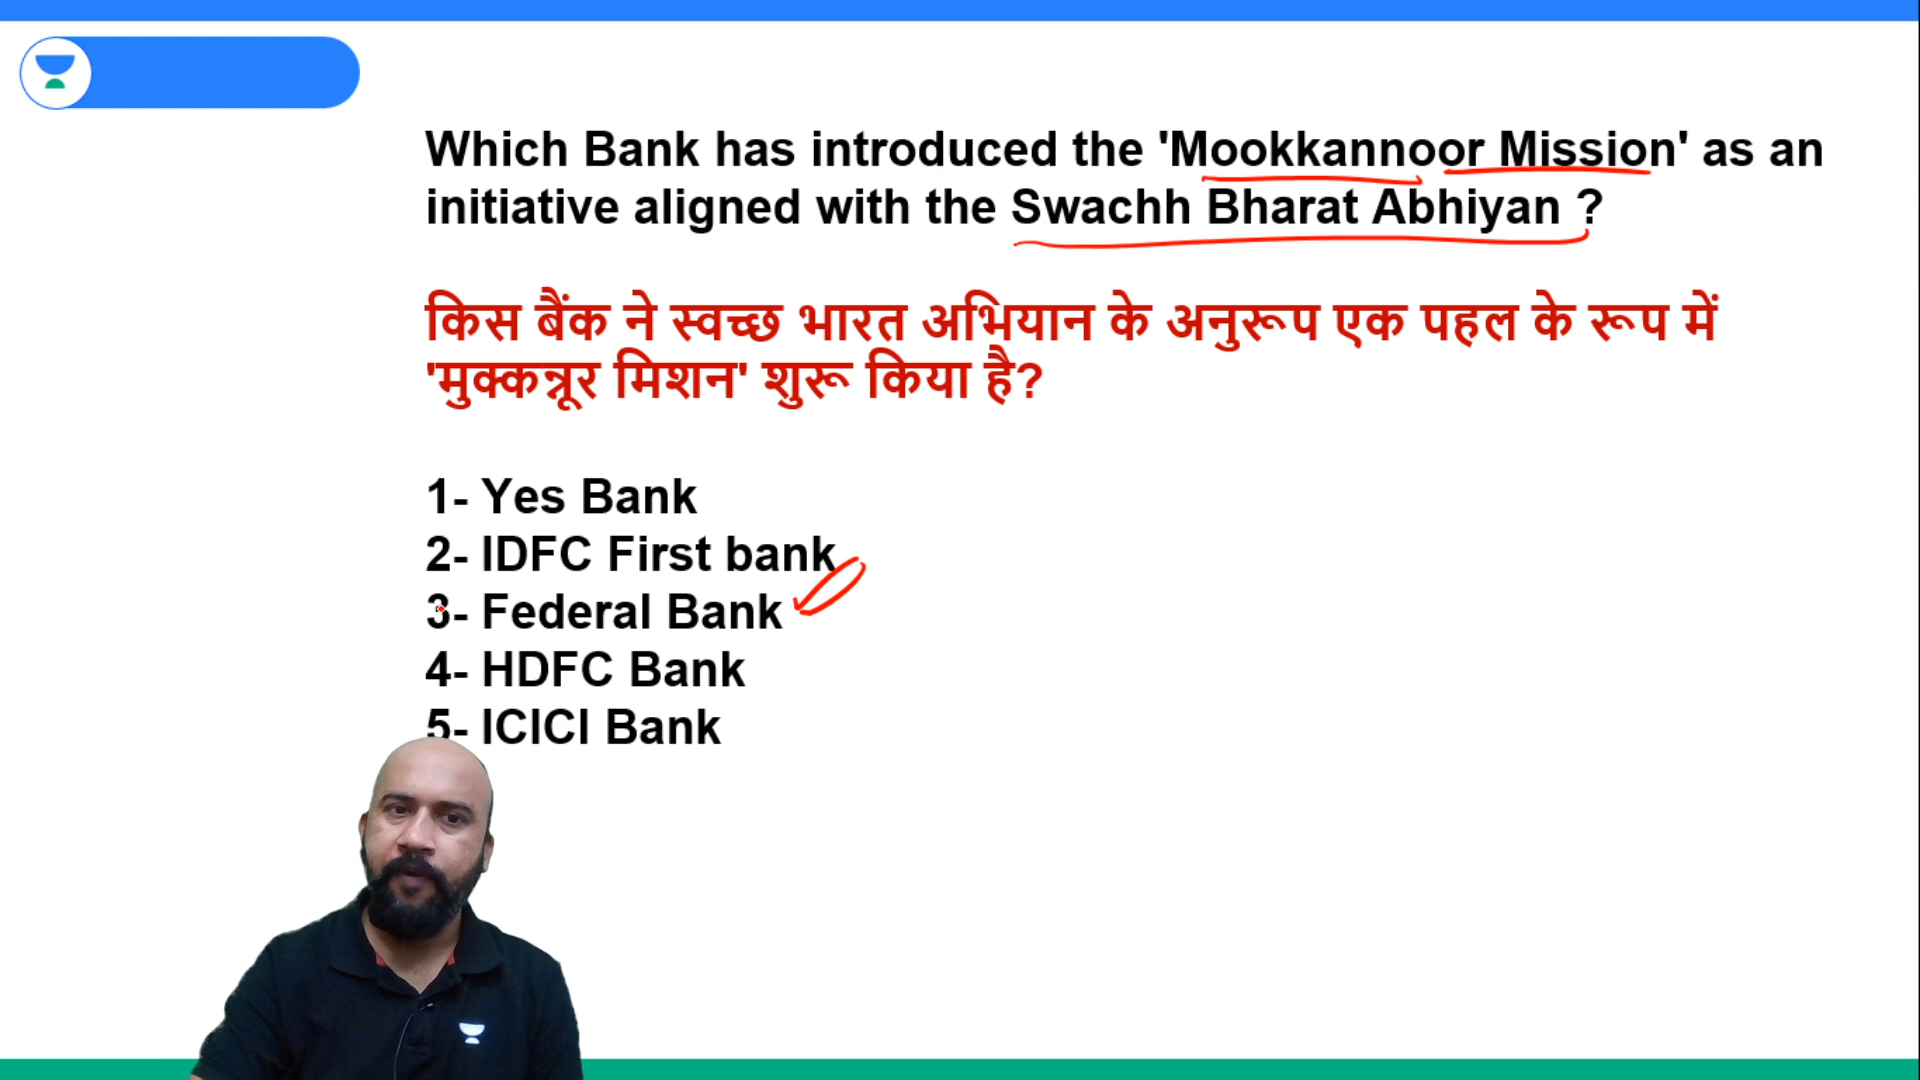 Which Bank has introduced the 'Mookkannoor Mission' as an
initiative aligned with the Swachh Bharat Abhiyan ?
किस बैंक ने स्वच्छ भारत अभियान के अनुरूप एक पहल के रूप में
'मुक्कन्नूर मिशन' शुरू किया है?
1- Yes Bank
2- IDFC First bank
3- Federal Bank
4- HDFC Bank
5- ICICI Bank